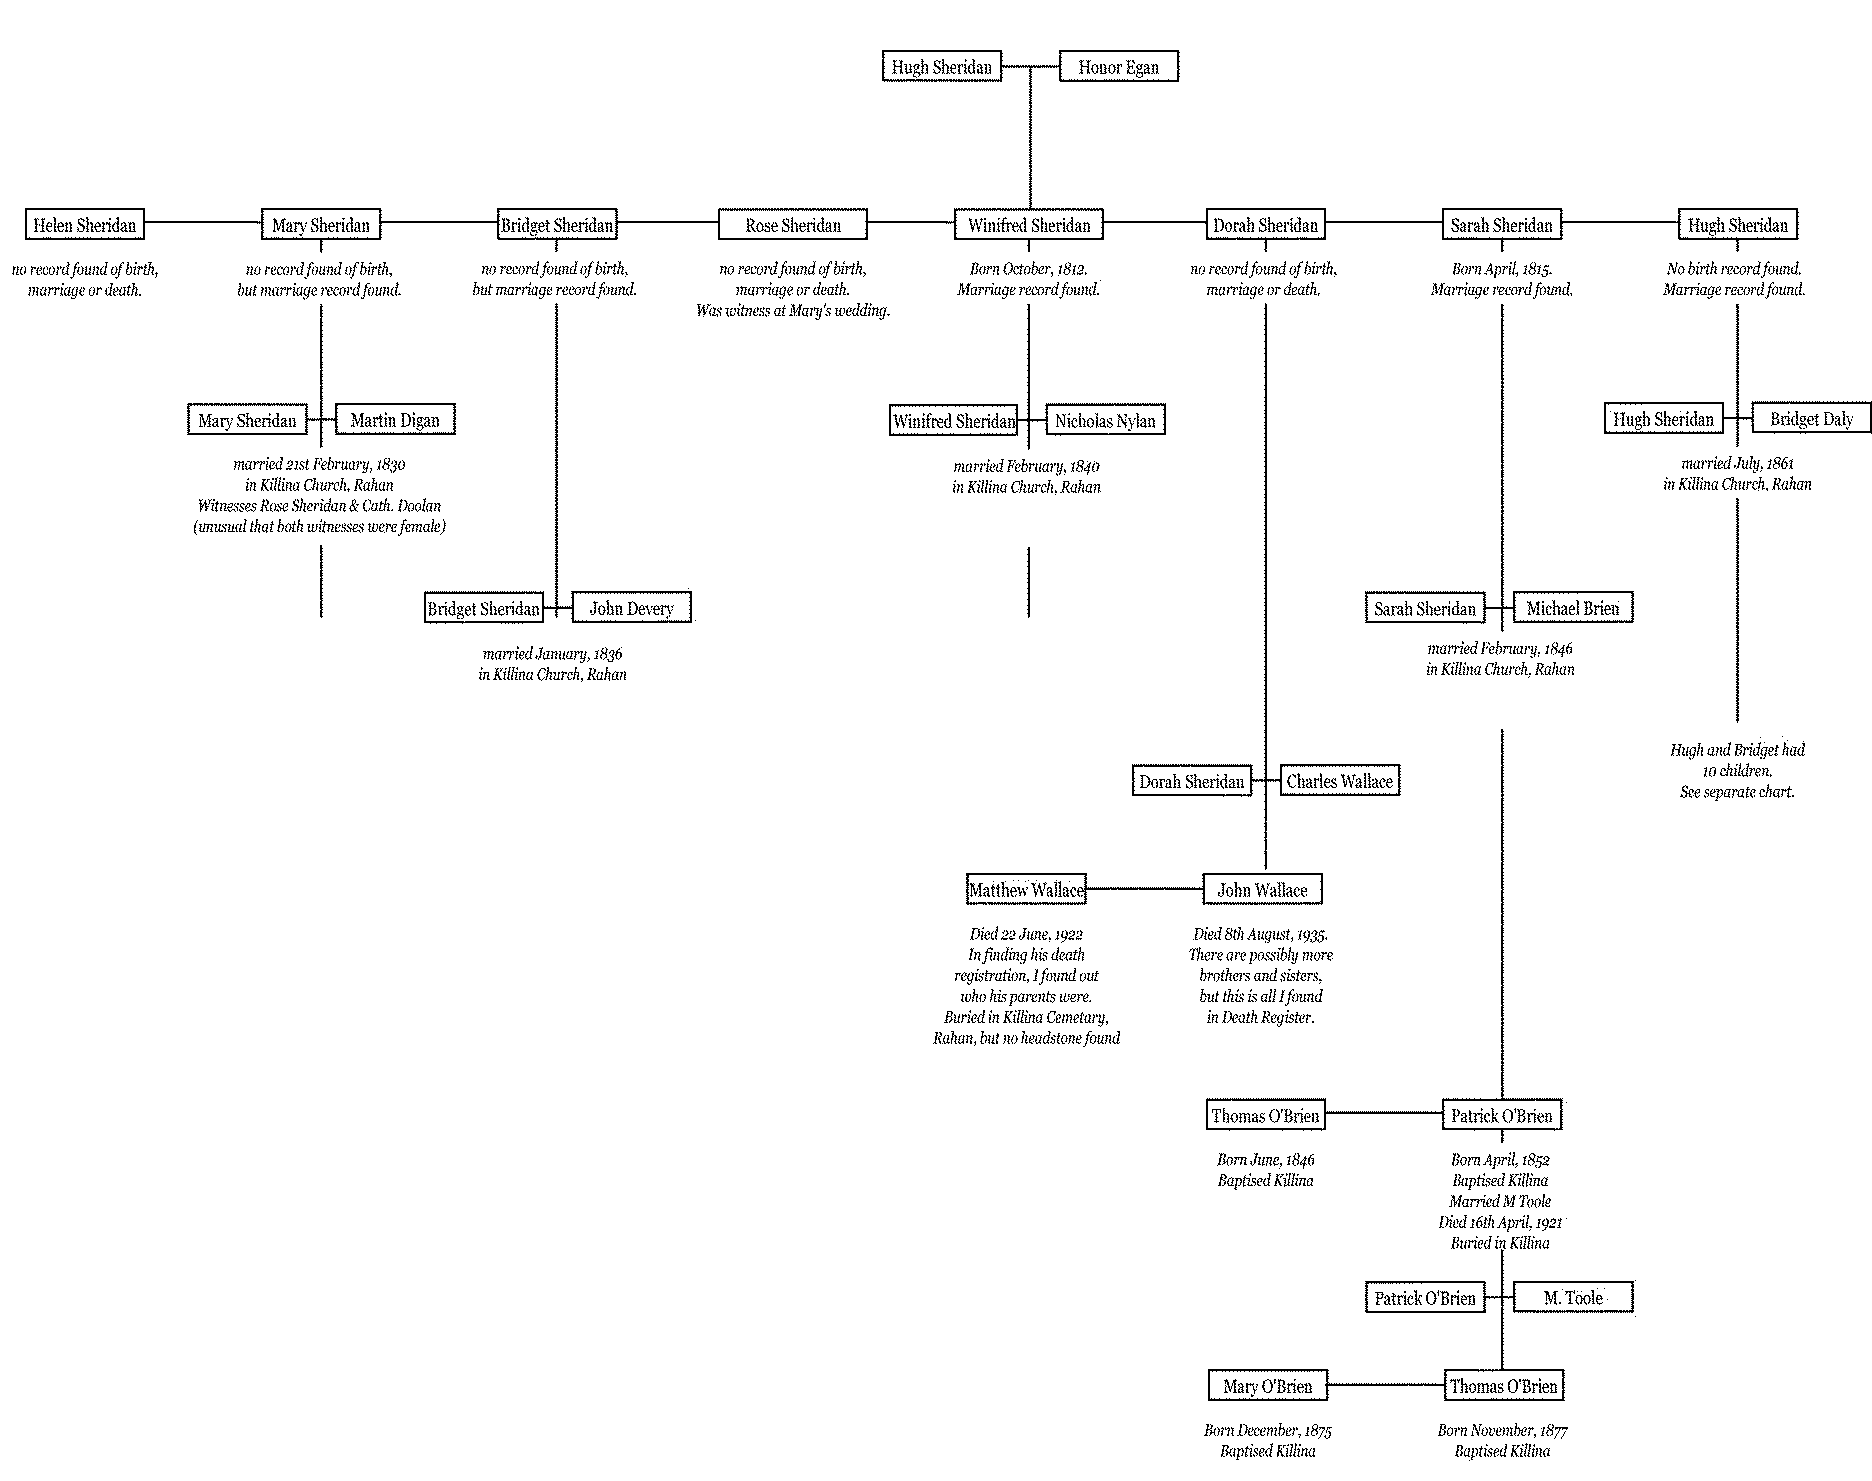 Hugh Sheridan
Honor Egan
Helen Sheridan
Mary Sheridan
Bridget Sheridan
Rose Sheridan
Winifred Sheridan
Dorah Sheridan
Sarah Sheridan
Hugh Sheridan
no record found of birth,
marriage or death.
no record found of birth,
but marriage record found.
no record found of birth,
but marriage record found.
no record found of birth,
marriage or death.
Was witness at Mary's wedding.
Born October, 1812.
Marriage record found.
no record found of birth,
marriage or death.
Born April, 1815.
Marriage record found.
No birth record found.
Marriage record found.
Mary Sheridan
Martin Digan
married 21st February, 1830
in Killina Church, Rahan
Witnesses Rose Sheridan & Cath. Doolan
(unusual that both witnesses were female)
Winifred Sheridan
Nicholas Nylan
married February, 1840
in Killina Church, Rahan
Hugh Sheridan
Bridget Daly
married July, 1861
in Killina Church, Rahan
Bridget Sheridan
John Devery
married January, 1836
in Killina Church, Rahan
Sarah Sheridan
Michael Brien
married February, 1846
in Killina Church, Rahan
Hugh and Bridget had
10 children.
See separate chart.
Dorah Sheridan
Charles Wallace
Matthew Wallace
John Wallace
Died 22 June, 1922
In finding his death
registration, I found out
who his parents were.
Buried in Killina Cemetary,
Rahan, but no headstone found
Died 8th August, 1935.
There are possibly more
brothers and sisters,
but this is all I found
in Death Register.
Thomas O'Brien
Patrick O'Brien
Born June, 1846
Baptised Killina
Born April, 1852
Baptised Killina
Married M Toole
Died 16th April, 1921
Buried in Killina
Patrick O'Brien
M. Toole
Mary O'Brien
Thomas O'Brien
Born December, 1875
Baptised Killina
Born November, 1877
Baptised Killina